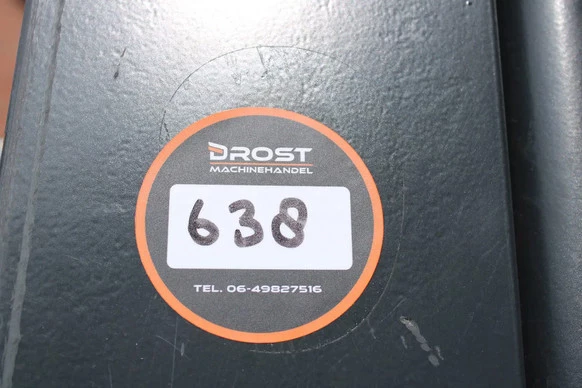 DROST
MACHINEHANDEL
638
TEL. 06-49827516